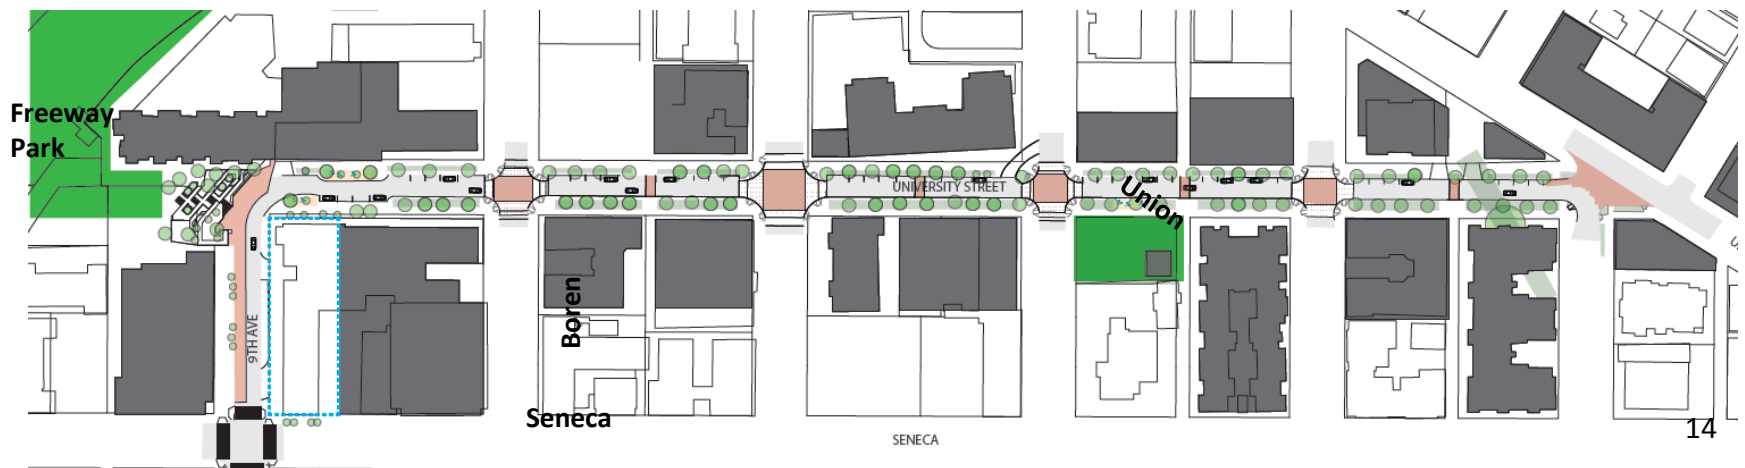 Freeway
Park
UNIVERSITY STREET
Union
9TH AVE
Boren
Seneca
SENECA
14